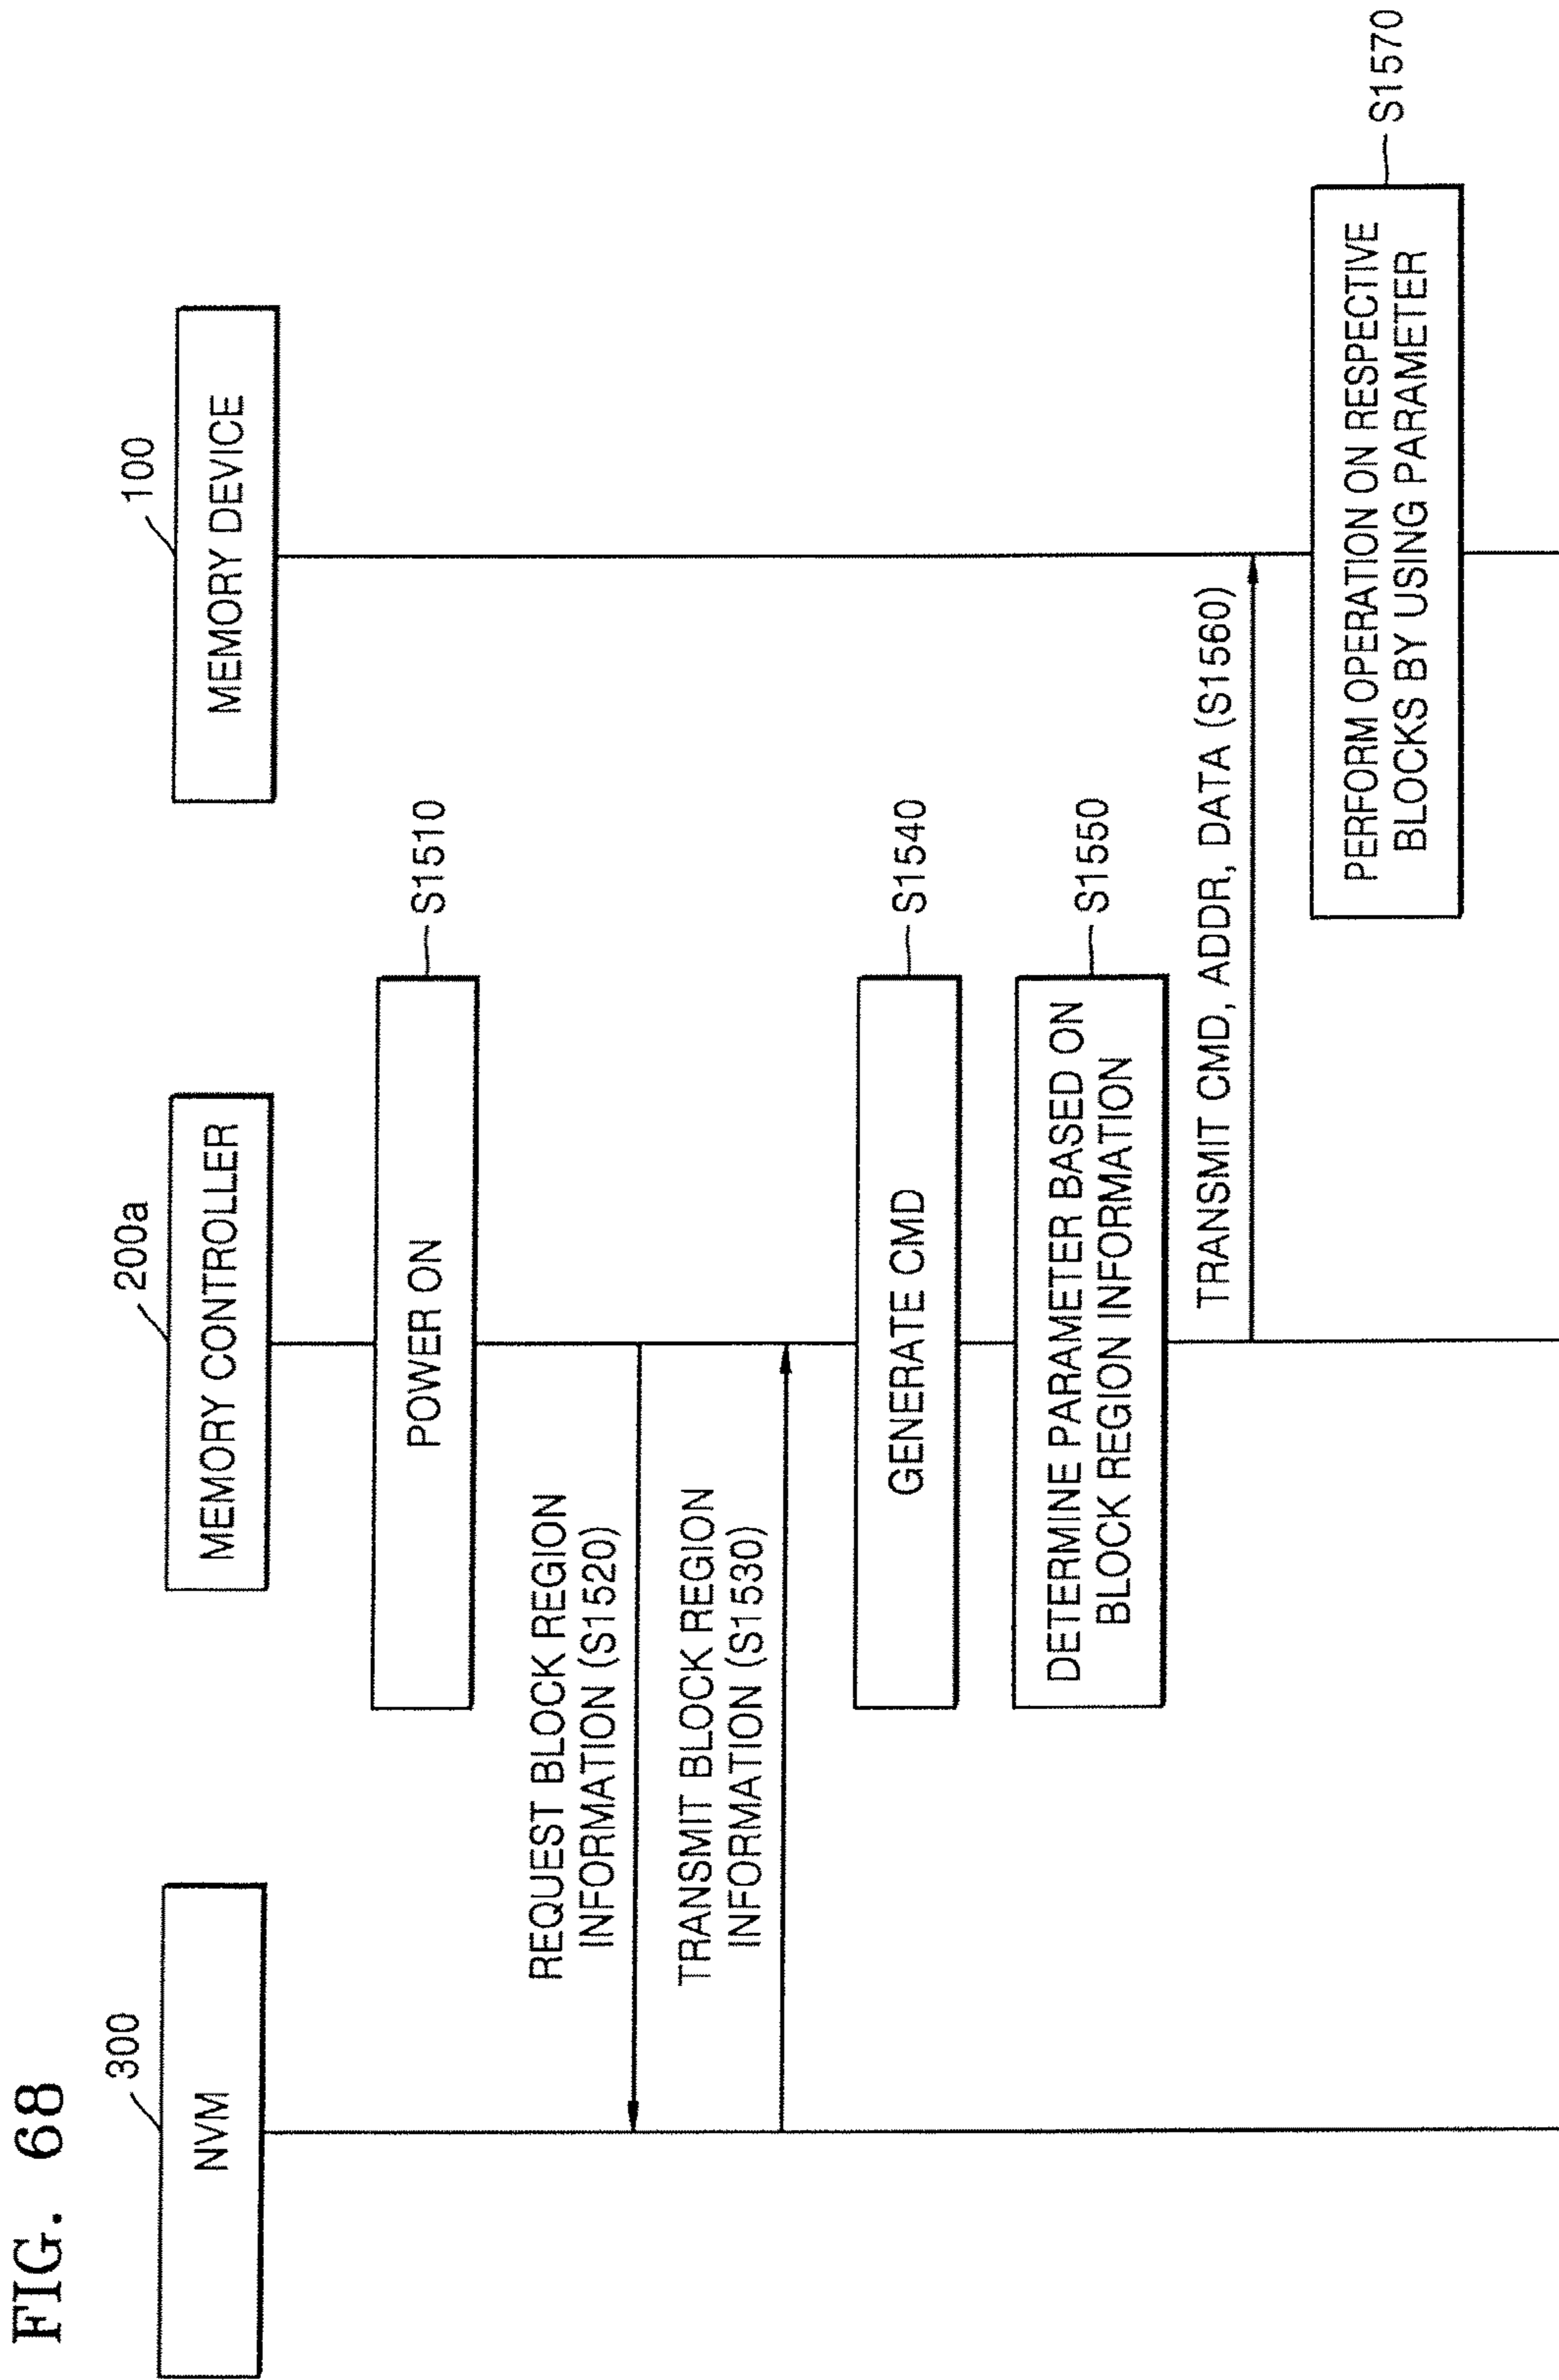 FIG. 68
300
200a
100
NVM
MEMORY CONTROLLER
MEMORY DEVICE
POWER ON
S1510
REQUEST BLOCK REGION
INFORMATION (S1520)
TRANSMIT BLOCK REGION
INFORMATION (S1530)
GENERATE CMD
S1540
DETERMINE PARAMETER BASED ON
BLOCK REGION INFORMATION
S1550
TRANSMIT CMD, ADDR, DATA (S1560)
PERFORM OPERATION ON RESPECTIVE
BLOCKS BY USING PARAMETER
S1570